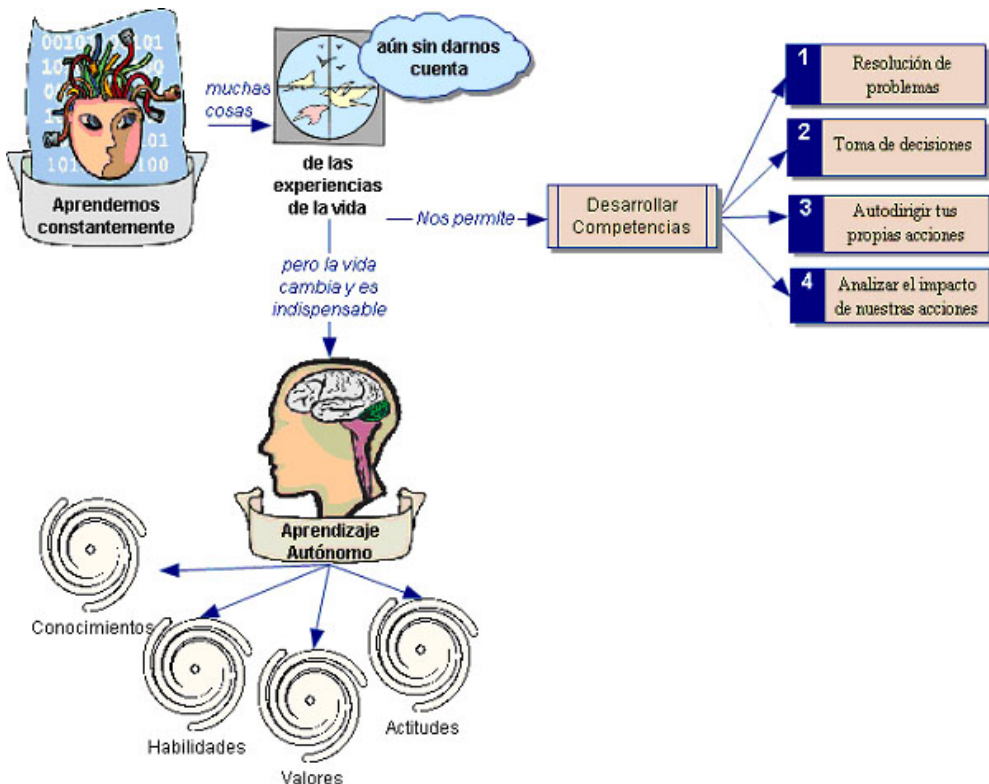 00101 00101
Aprendemos
constantemente
muchas
cosas
aún sin darnos
cuenta
de las
experiencias
de la vida
Nos permite
Desarrollar
Competencias
1
Resolución de
problemas
2
Toma de decisiones
3
Autodirigir tus
propias acciones
4
Analizar el impacto
de nuestras acciones
pero la vida
cambia y es
indispensable
Aprendizaje
Autónomo
Conocimientos
Habilidades
Valores
Actitudes